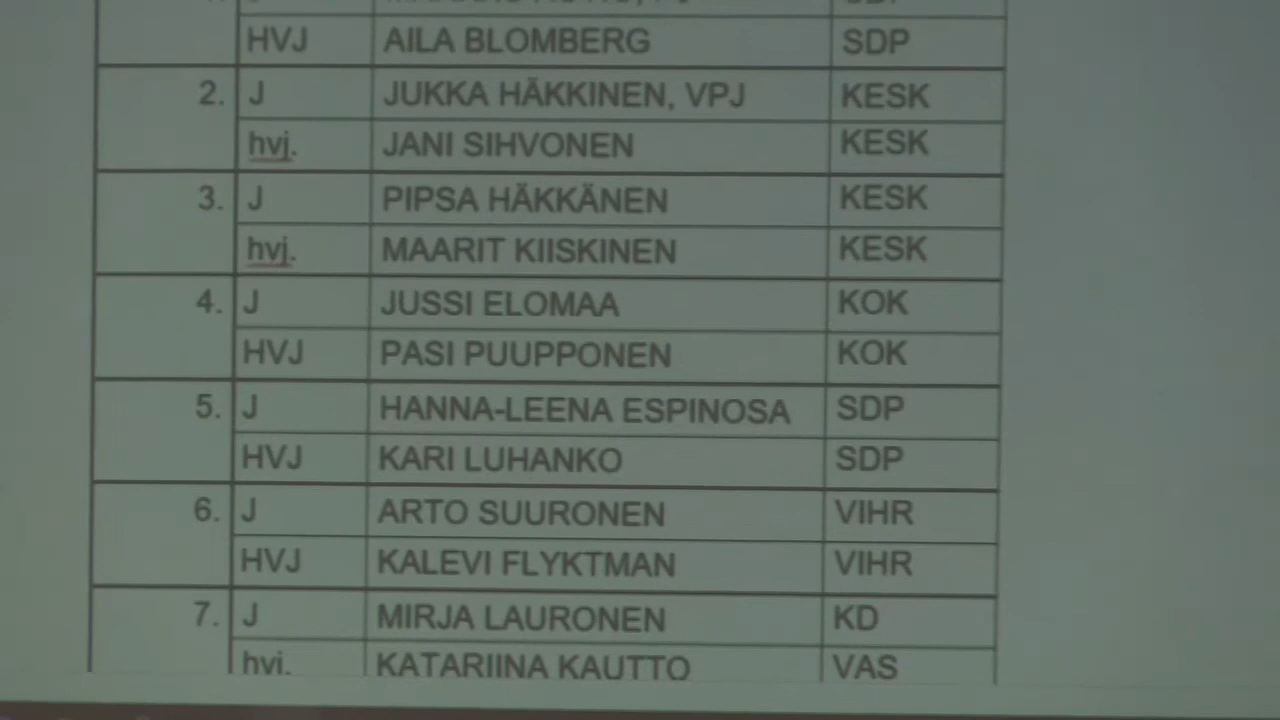 HVJ AILA BLOMBERG SDP
2. J JUKKA HÄKKINEN, VPJ KESK
hvj. JANI SIHVONEN KESK
3. J PIPSA HÄKKÄNEN KESK
hvj. MAARIT KIISKINEN KESK
4. J JUSSI ELOMAA KOK
HVJ PASI PUUPPONEN KOK
5. J HANNA-LEENA ESPINOSA SDP
HVJ KARI LUHANKO SDP
6. J ARTO SUURONEN VIHR
HVJ KALEVI FLYKTMAN VIHR
7. J MIRJA LAURONEN KD
hvj. KATARIINA KAUTTO VAS